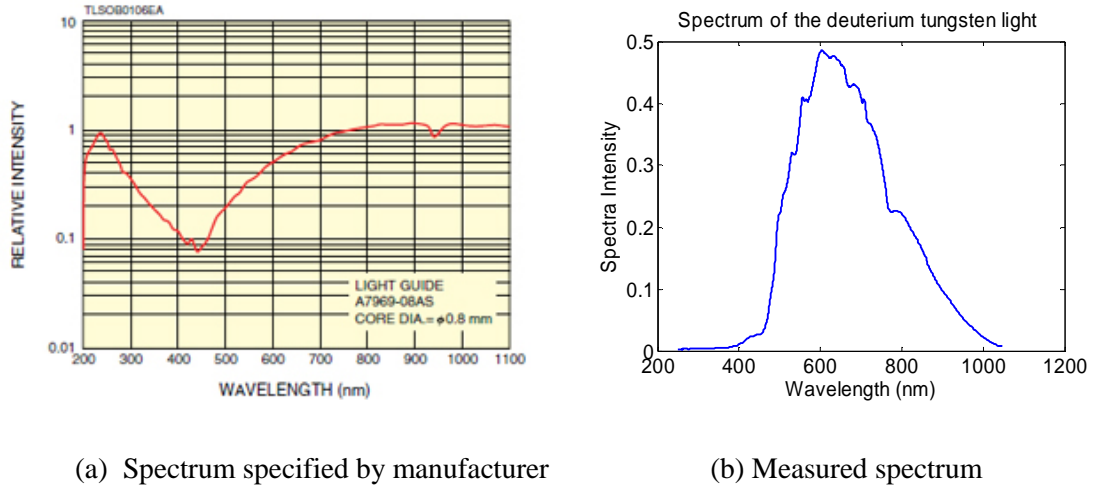 TLSOB0106EA
10
1
0.1
0.01
RELATIVE INTENSITY
LIGHT GUIDE
A7969-08AS
CORE DIA.= ϕ0.8 mm
200 300 400 500 600 700 800 900 1000 1100
WAVELENGTH (nm)
Spectrum of the deuterium tungsten light
0.5
0.4
0.3
0.2
0.1
0
Spectra Intensity
200 400 600 800 1000 1200
Wavelength (nm)
(a) Spectrum specified by manufacturer
(b) Measured spectrum